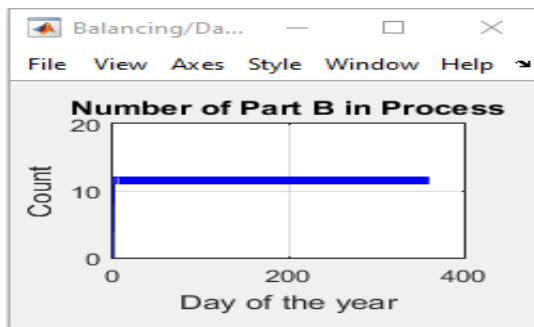 Balancing/Da...
File View Axes Style Window Help
Number of Part B in Process
20
10
0
Count
0 200 400
Day of the year